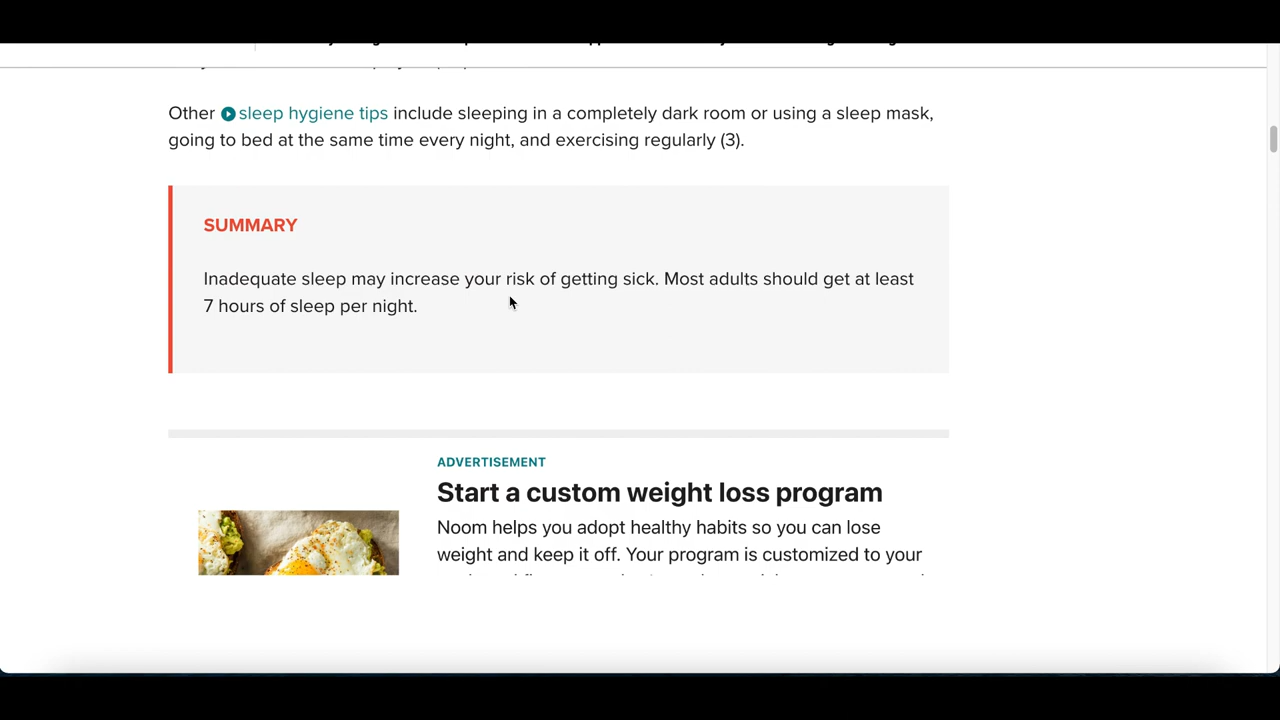 Other sleep hygiene tips include sleeping in a completely dark room or using a sleep mask,
going to bed at the same time every night, and exercising regularly (3).
SUMMARY
Inadequate sleep may increase your risk of getting sick. Most adults should get at least
7 hours of sleep per night.
ADVERTISEMENT
Start a custom weight loss program
Noom helps you adopt healthy habits so you can lose
weight and keep it off. Your program is customized to your